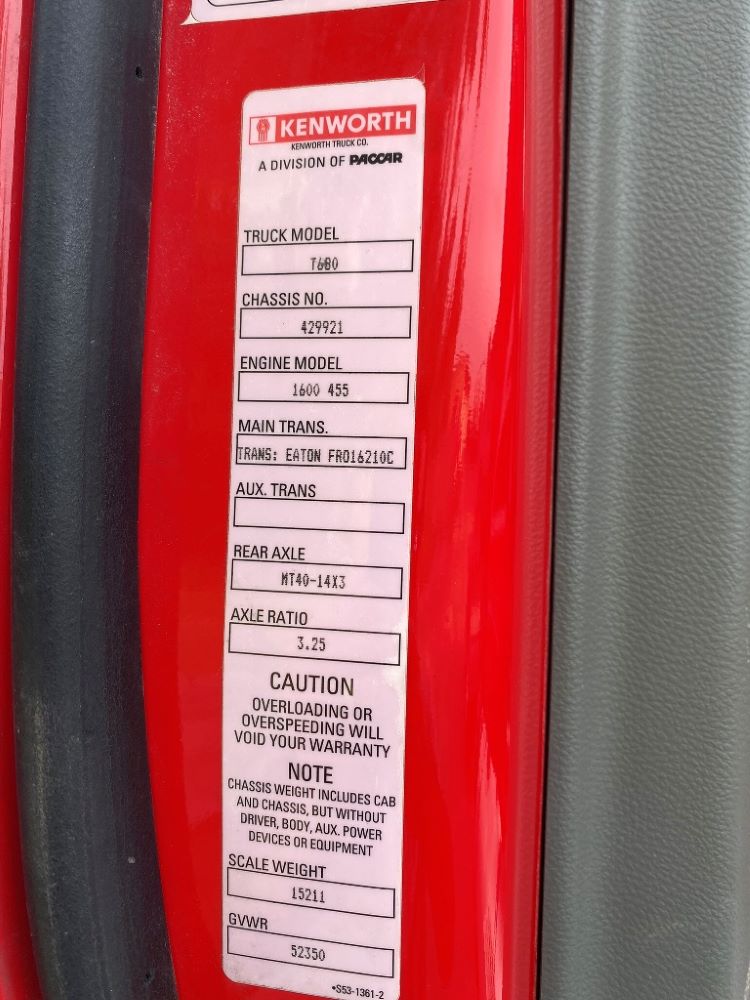 KENWORTH
KENWORTH TRUCK CO.
A DIVISION OF PACCAR
TRUCK MODEL
T680
CHASSIS NO.
429921
ENGINE MODEL
1600 455
MAIN TRANS.
TRANS: EATON FRO16210C
AUX. TRANS
REAR AXLE
MT40-14X3
AXLE RATIO
3.25
CAUTION
OVERLOADING OR
OVERSPEEDING WILL
VOID YOUR WARRANTY
NOTE
CHASSIS WEIGHT INCLUDES CAB
AND CHASSIS, BUT WITHOUT
DRIVER, BODY, AUX. POWER
DEVICES OR EQUIPMENT
SCALE WEIGHT
15211
GVWR
52350
•S53-1361-2